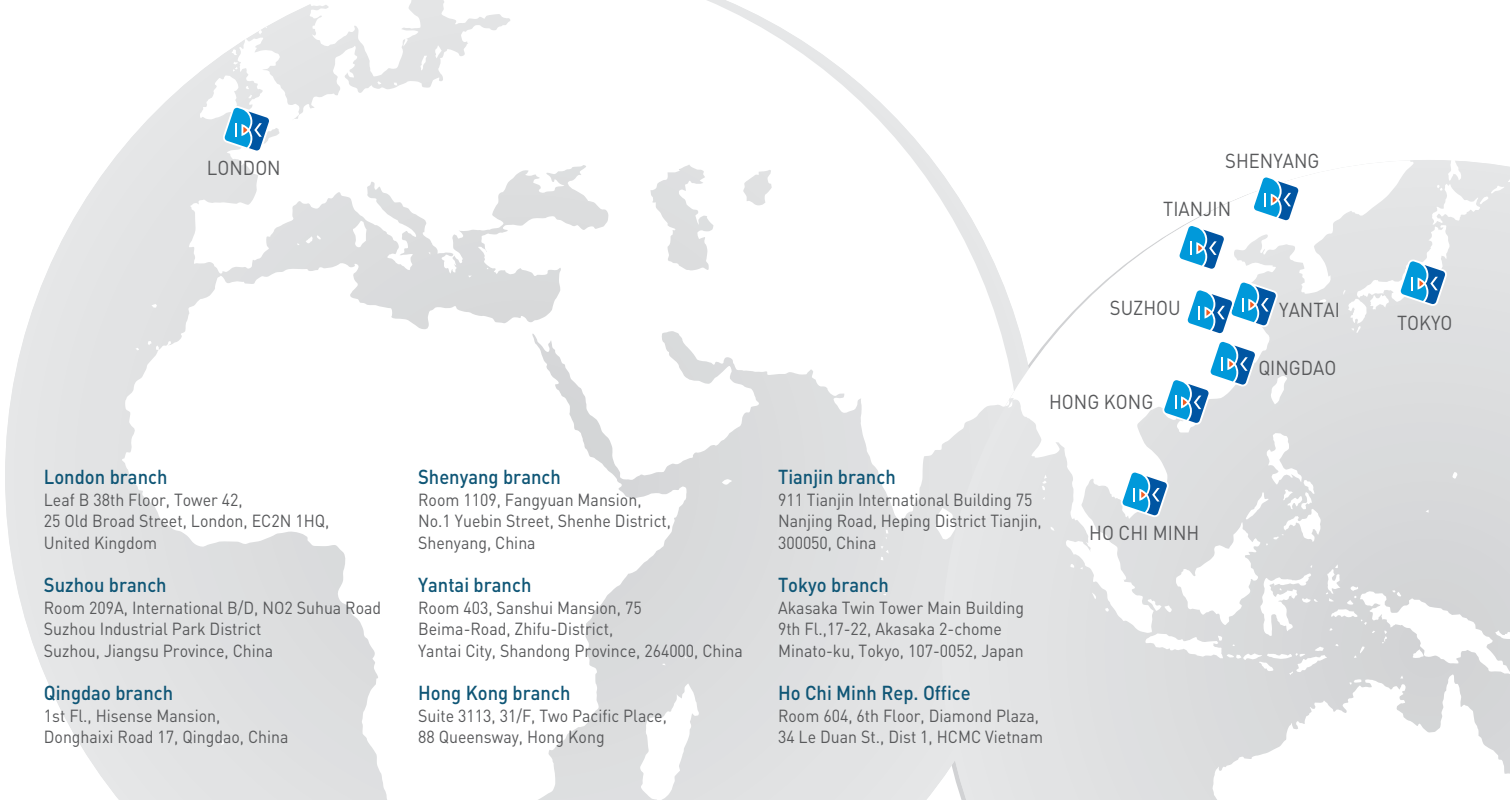 LONDON
SHENYANG
TIANJIN
SUZHOU
YANTAI
TOKYO
QINGDAO
HONG KONG
HO CHI MINH
London branch
Leaf B 38th Floor, Tower 42,
25 Old Broad Street, London, EC2N 1HQ,
United Kingdom
Shenyang branch
Room 1109, Fangyuan Mansion,
No.1 Yuebin Street, Shenhe District,
Shenyang, China
Tianjin branch
911 Tianjin International Building 75
Nanjing Road, Heping District Tianjin,
300050, China
Suzhou branch
Room 209A, International B/D, NO2 Suhua Road
Suzhou Industrial Park District
Suzhou, Jiangsu Province, China
Yantai branch
Room 403, Sanshui Mansion, 75
Beima-Road, Zhifu-District,
Yantai City, Shandong Province, 264000, China
Tokyo branch
Akasaka Twin Tower Main Building
9th Fl.,17-22, Akasaka 2-chome
Minato-ku, Tokyo, 107-0052, Japan
Qingdao branch
1st Fl., Hisense Mansion,
Donghaixi Road 17, Qingdao, China
Hong Kong branch
Suite 3113, 31/F, Two Pacific Place,
88 Queensway, Hong Kong
Ho Chi Minh Rep. Office
Room 604, 6th Floor, Diamond Plaza,
34 Le Duan St., Dist 1, HCMC Vietnam